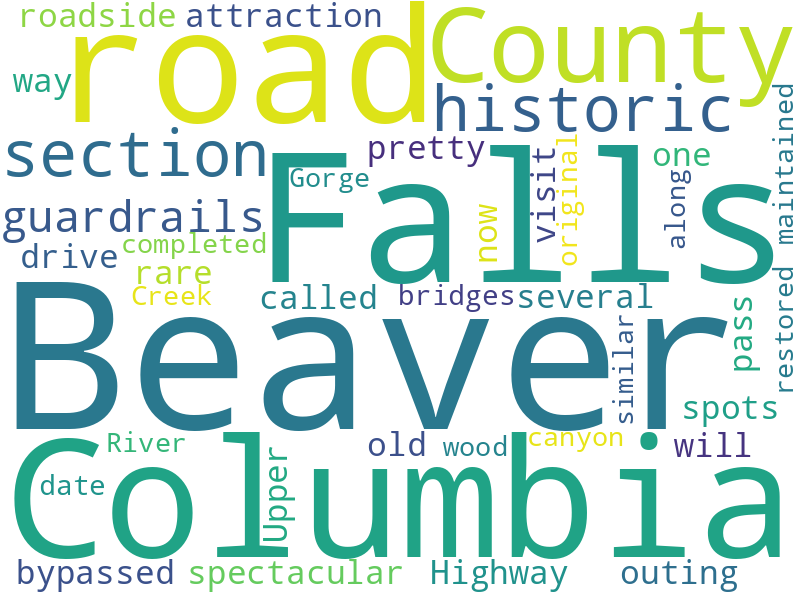 roadside attraction
road County
way
historic
section
pretty
one
Gorge
Falls
guardrails
now
visit
original
along
maintained
drive completed
rare
Creek
called bridges several
Beaver
similar
pass
restored
spots
River
old wood canyon will
Columbia
date
Upper
bypassed spectacular Highway outing